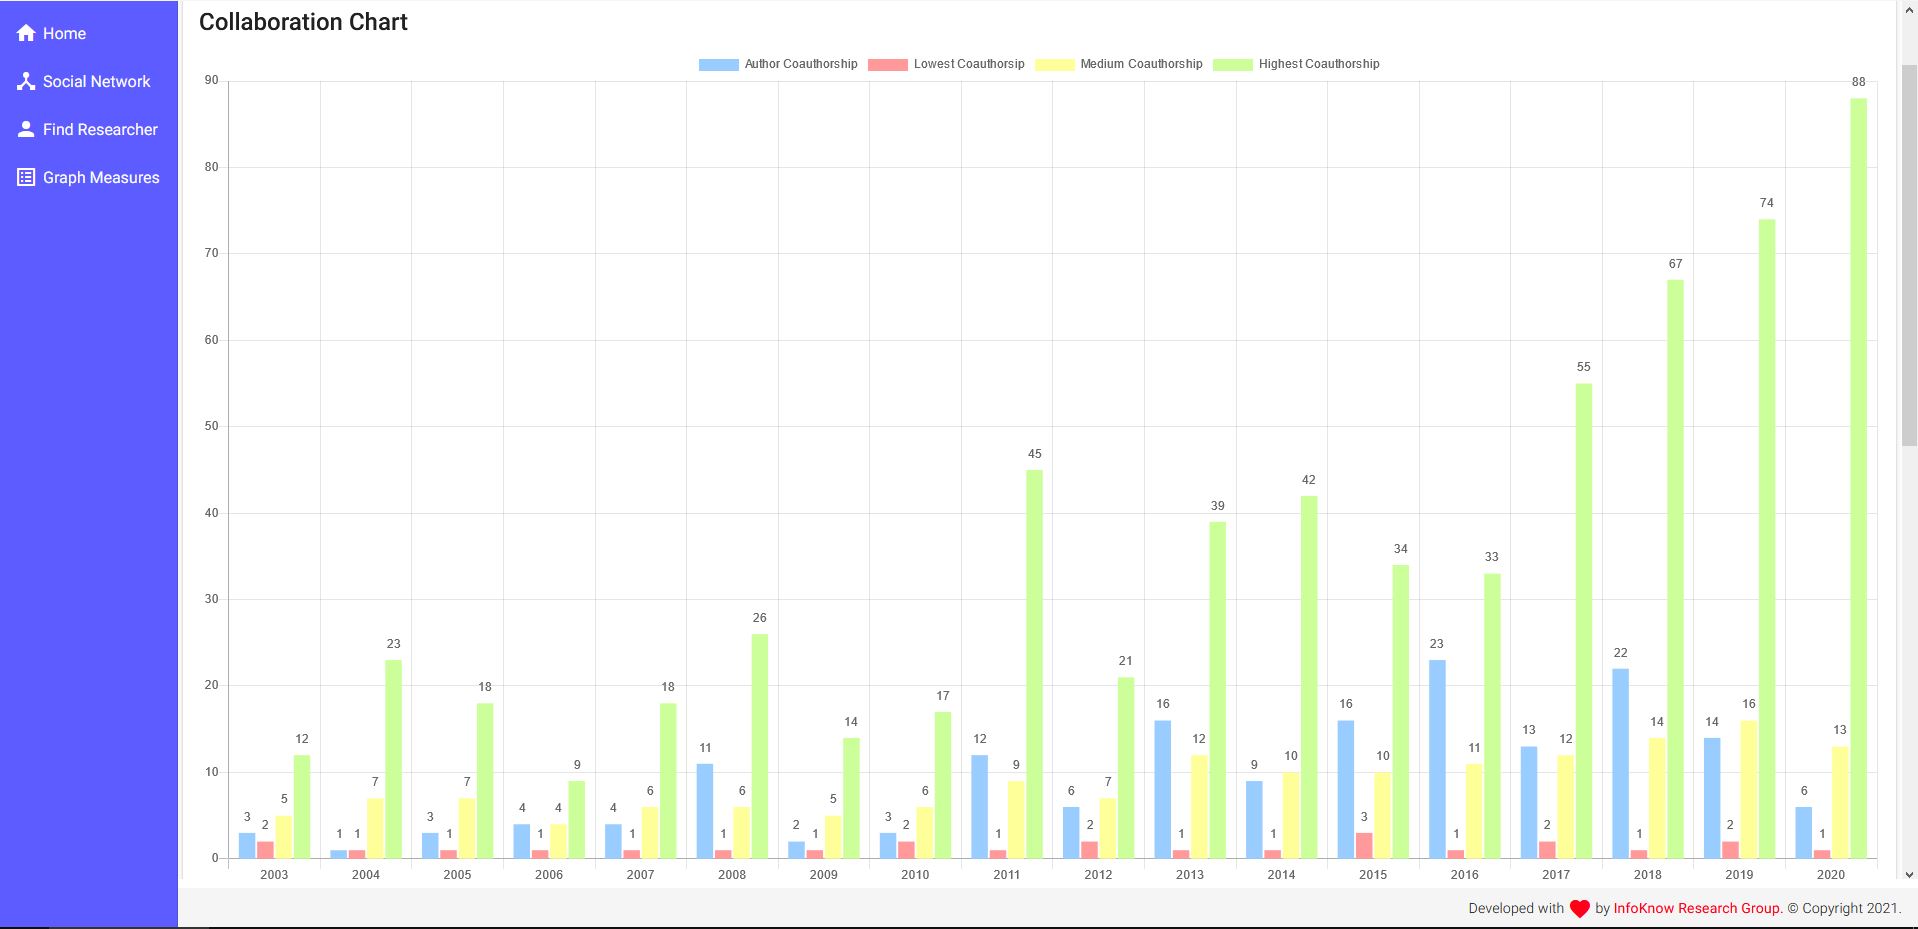 Collaboration Chart
Home
Social Network
Find Researcher
Graph Measures
Author Coauthorship Lowest Coauthorsip Medium Coauthorship Highest Coauthorship
90
80
70
60
50
40
30
20
10
0
3 2 5 12
1 1 7 23
3 1 7 18
4 1 4 9
4 1 6 18
11 1 6 26
2 1 5 14
3 2 6 17
12 1 9 45
6 2 7 21
16 1 12 39
9 1 10 42
16 3 10 34
23 1 11 33
13 2 12 55
22 1 14 67
14 2 16 74
6 1 13 88
2003 2004 2005 2006 2007 2008 2009 2010 2011 2012 2013 2014 2015 2016 2017 2018 2019 2020
Developed with by InfoKnow Research Group. © Copyright 2021.